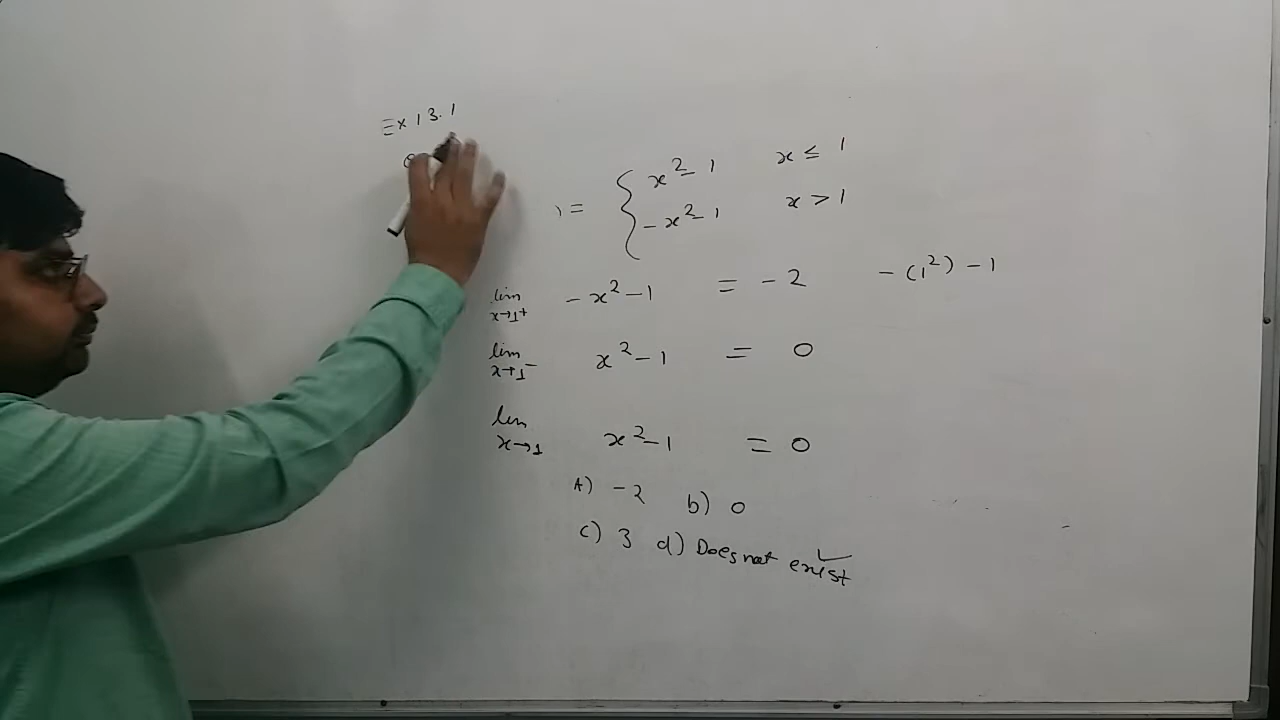 Ex 13.1
) = { x² - 1 x ≤ 1
-x² - 1 x > 1
lim x→1⁺ -x² - 1 = -2 -(1²) - 1
lim x→1⁻ x² - 1 = 0
lim x→1 x² - 1 = 0
A) -2 b) 0
c) 3 d) Does not exist ✓